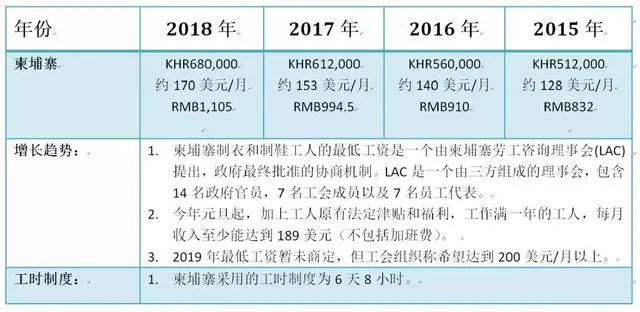 年份 2018 年 2017 年 2016 年 2015 年
柬埔寨 KHR680,000 KHR612,000 KHR560,000 KHR512,000
约 170 美元/月 约 153 美元/月 约 140 美元/月 约 128 美元/月
RMB1,105 RMB994.5 RMB910 RMB832
增长趋势： 1. 柬埔寨制衣和制鞋工人的最低工资是一个由柬埔寨劳工咨询理事会(LAC)
提出，政府最终批准的协商机制。LAC 是一个由三方组成的理事会，包含
14 名政府官员，7 名工会成员以及 7 名员工代表。
2. 今年元旦起，加上工人原有法定津贴和福利，工作满一年的工人，每月
收入至少能达到 189 美元（不包括加班费）。
3. 2019 年最低工资暂未商定，但工会组织称希望达到 200 美元/月以上。
工时制度： 1. 柬埔寨采用的工时制度为 6 天 8 小时。